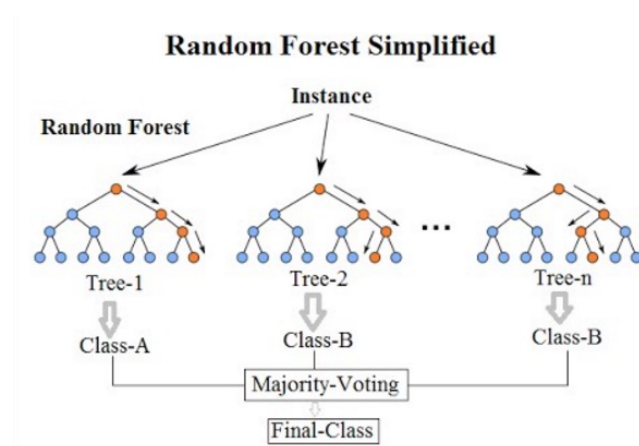 Random Forest Simplified
Instance
Random Forest
...
Tree-1 Tree-2 Tree-n
Class-A Class-B Class-B
Majority-Voting
Final-Class